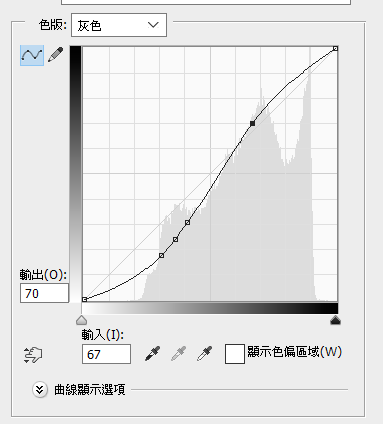 色版: 灰色
輸出(O):
70
輸入(I):
67
顯示色偏區域(W)
曲線顯示選項